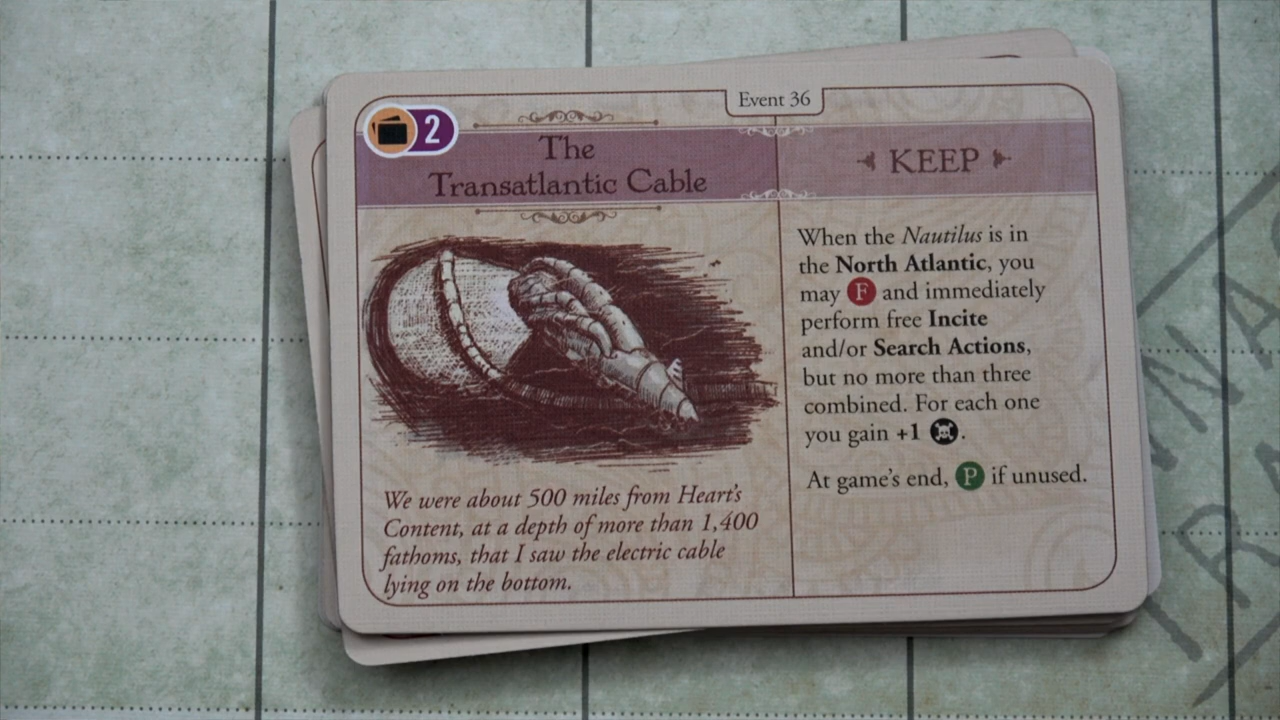 Event 36
2
The
Transatlantic Cable
KEEP
When the Nautilus is in
the North Atlantic, you
may F and immediately
perform free Incite
and/or Search Actions,
but no more than three
combined. For each one
you gain +1 .
At game's end, P if unused.
We were about 500 miles from Heart's
Content, at a depth of more than 1,400
fathoms, that I saw the electric cable
lying on the bottom.